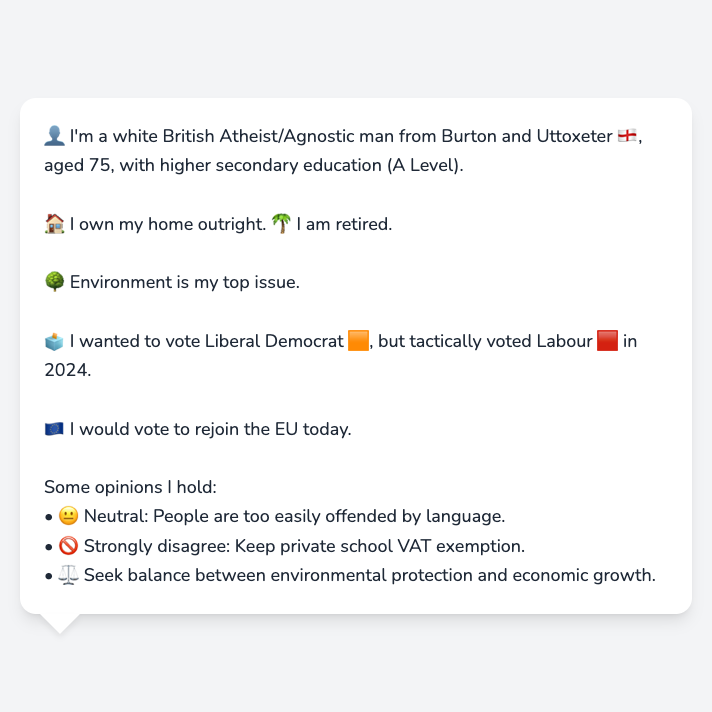 👤 I'm a white British Atheist/Agnostic man from Burton and Uttoxeter 🏴󠁧󠁢󠁥󠁮󠁧󠁿,
aged 75, with higher secondary education (A Level).
🏠 I own my home outright. 🌴 I am retired.
🌳 Environment is my top issue.
🗳️ I wanted to vote Liberal Democrat 🟧, but tactically voted Labour 🟥 in
2024.
🇪🇺 I would vote to rejoin the EU today.
Some opinions I hold:
• 😐 Neutral: People are too easily offended by language.
• 🚫 Strongly disagree: Keep private school VAT exemption.
• ⚖️ Seek balance between environmental protection and economic growth.